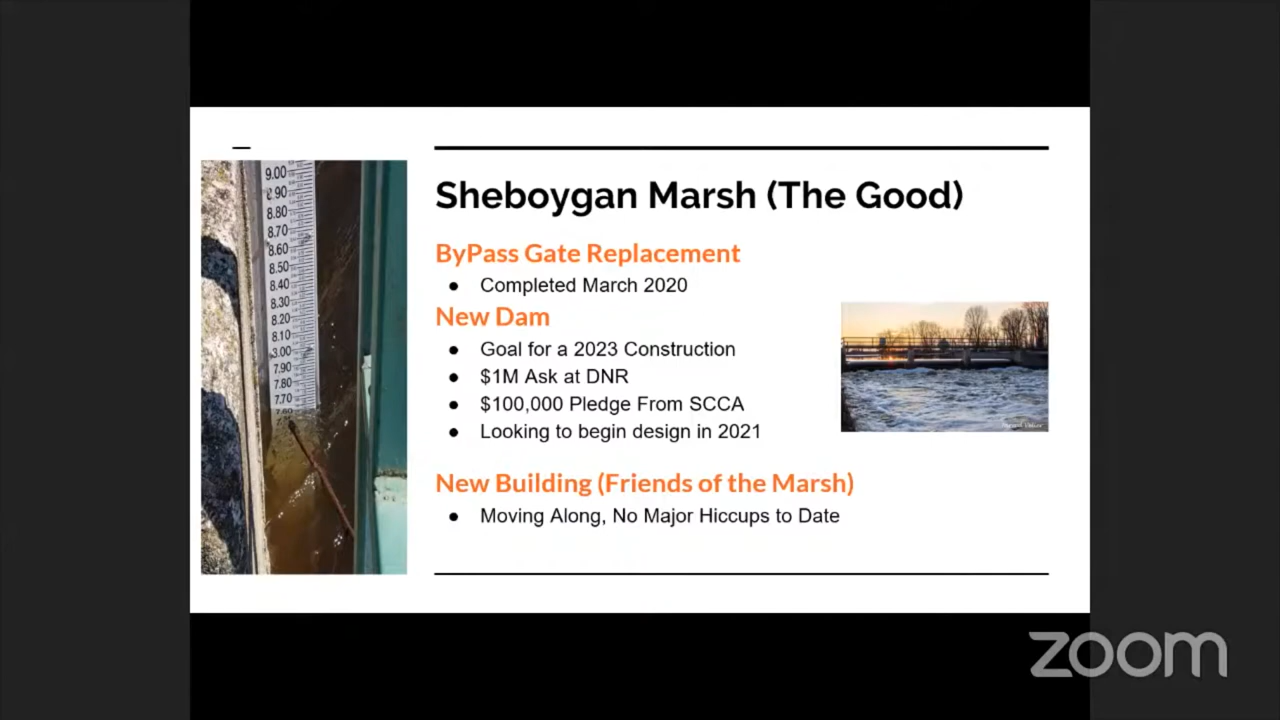 9.00
8.90
8.80
8.70
8.60
8.50
8.40
8.30
8.20
8.10
8.00
7.90
7.80
7.70
7.60
Sheboygan Marsh (The Good)
ByPass Gate Replacement
● Completed March 2020
New Dam
● Goal for a 2023 Construction
● $1M Ask at DNR
● $100,000 Pledge From SCCA
● Looking to begin design in 2021
New Building (Friends of the Marsh)
● Moving Along, No Major Hiccups to Date
zoom